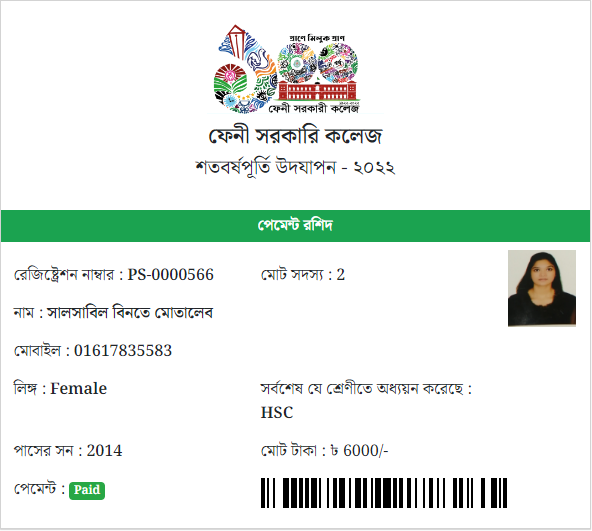 প্রাণে মিলুক প্রাণ
ফেনী সরকারী কলেজ
ফেনী সরকারি কলেজ
শতবর্ষপূর্তি উদযাপন - ২০২২
পেমেন্ট রশিদ
রেজিষ্ট্রেশন নাম্বার : PS-0000566 মোট সদস্য : 2
নাম : সালসাবিল বিনতে মোতালেব
মোবাইল : 01617835583
লিঙ্গ : Female সর্বশেষ যে শ্রেণীতে অধ্যয়ন করেছে :
HSC
পাসের সন : 2014 মোট টাকা : ৳ 6000/-
পেমেন্ট : Paid